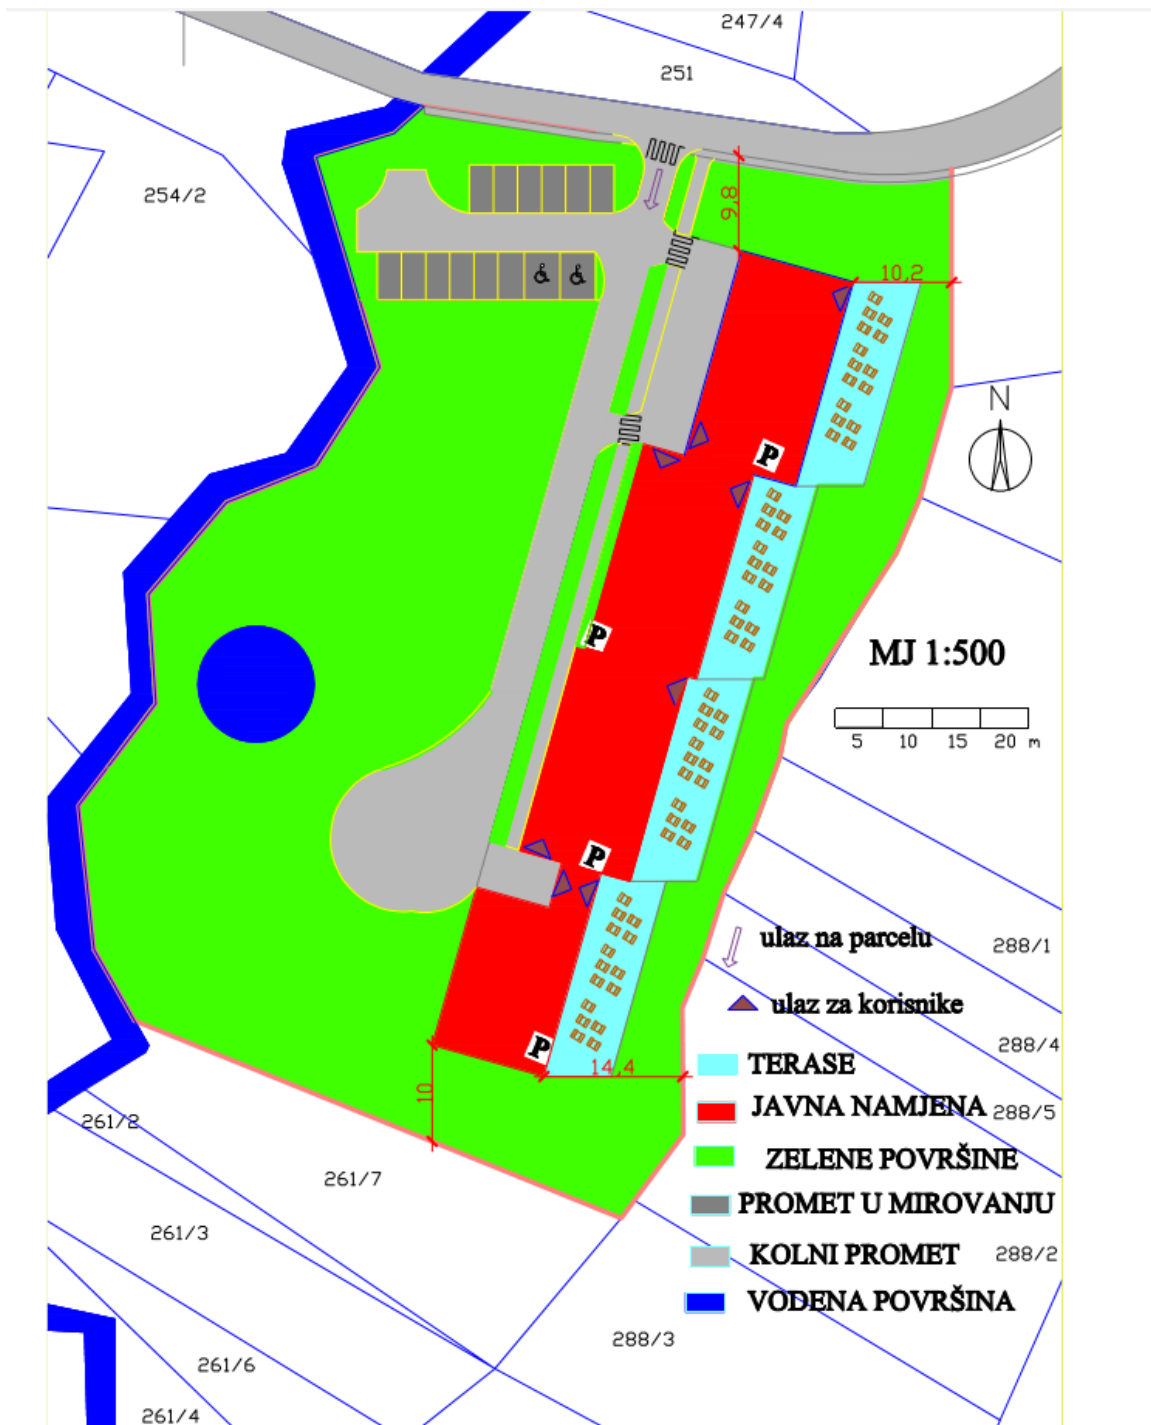 247/4
251
254/2
9,8
10,2
N
P
P
MJ 1:500
5 10 15 20 m
P
ulaz na parcelu
288/1
ulaz za korisnike
288/4
P
14,4
TERASE
10
JAVNA NAMJENA
288/5
261/2
ZELENE POVRŠINE
261/7
PROMET U MIROVANJU
261/3
KOLNI PROMET
288/2
VODENA POVRŠINA
288/3
261/6
261/4